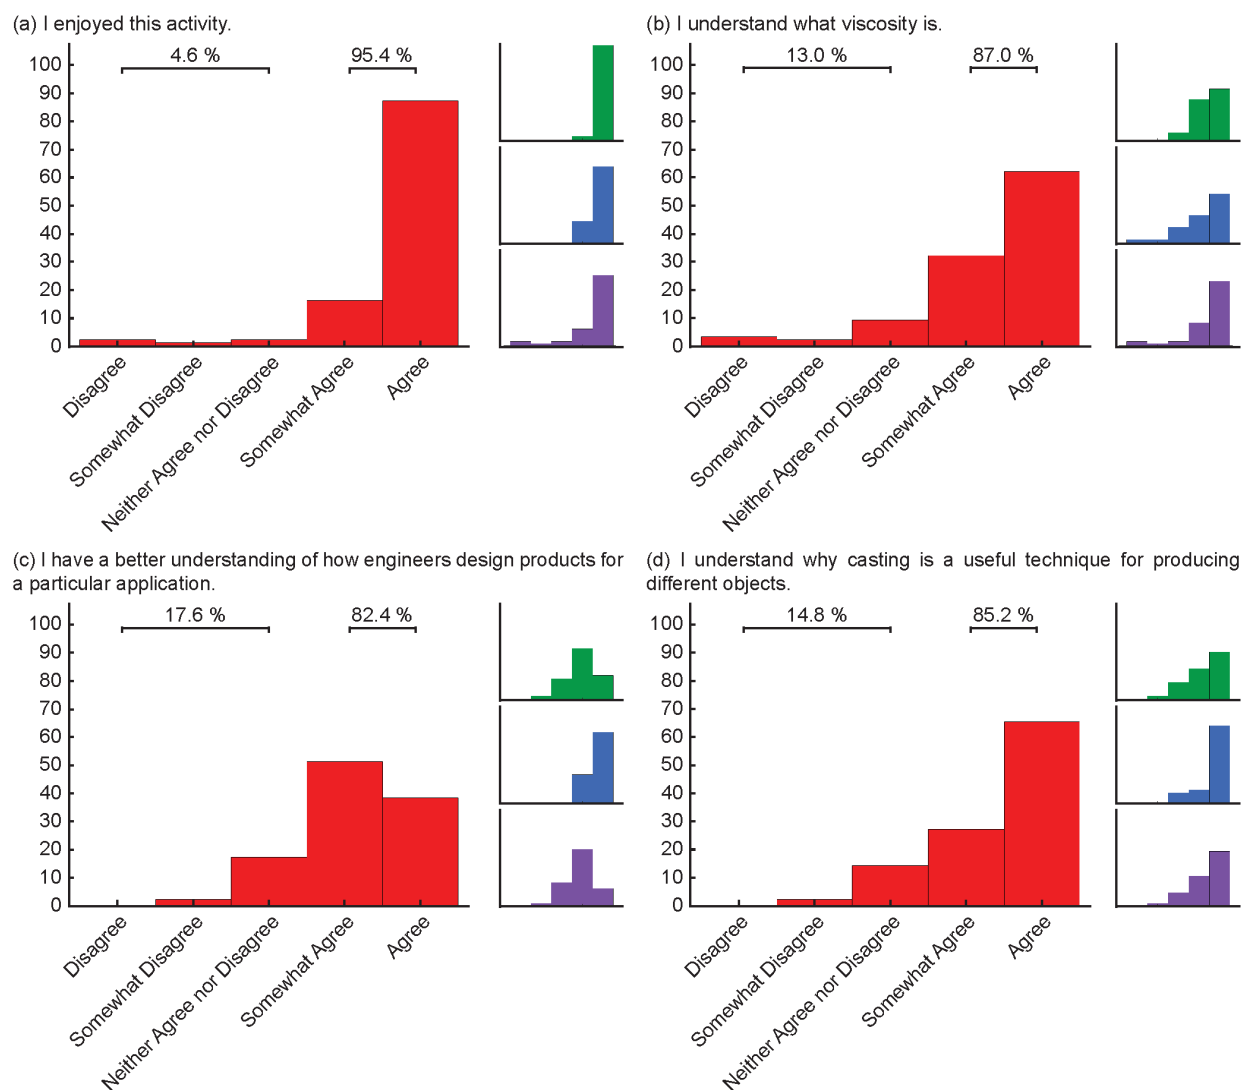 (a) I enjoyed this activity.
4.6 %
95.4 %
100
90
80
70
60
50
40
30
20
10
0
Disagree
Somewhat Disagree
Neither Agree nor Disagree
Somewhat Agree
Agree
(b) I understand what viscosity is.
13.0 %
87.0 %
100
90
80
70
60
50
40
30
20
10
0
Disagree
Somewhat Disagree
Neither Agree nor Disagree
Somewhat Agree
Agree
(c) I have a better understanding of how engineers design products for
a particular application.
17.6 %
82.4 %
100
90
80
70
60
50
40
30
20
10
0
Disagree
Somewhat Disagree
Neither Agree nor Disagree
Somewhat Agree
Agree
(d) I understand why casting is a useful technique for producing
different objects.
14.8 %
85.2 %
100
90
80
70
60
50
40
30
20
10
0
Disagree
Somewhat Disagree
Neither Agree nor Disagree
Somewhat Agree
Agree